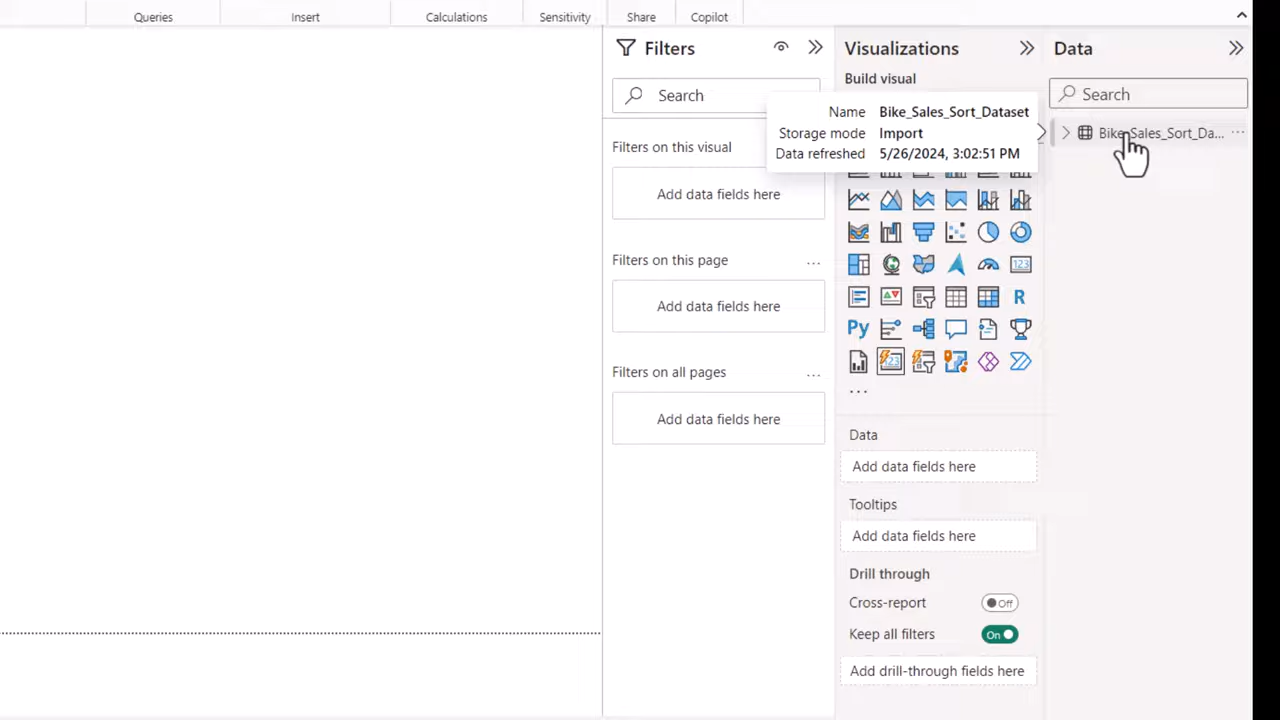 Queries
Insert
Calculations
Sensitivity
Share
Copilot
Filters
Search
Filters on this visual
Add data fields here
Filters on this page
...
Add data fields here
Filters on all pages
...
Add data fields here
Visualizations
Build visual
Name Bike_Sales_Sort_Dataset
Storage mode Import
Data refreshed 5/26/2024, 3:02:51 PM
123
R
Py
123
...
Data
Add data fields here
Tooltips
Add data fields here
Drill through
Cross-report Off
Keep all filters On
Add drill-through fields here
Data
Search
Bike_Sales_Sort_Da... ...